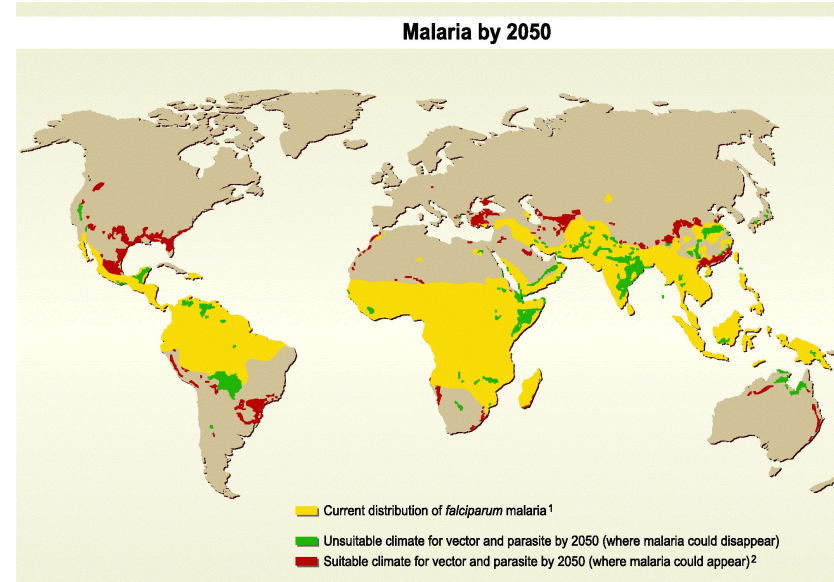 Malaria by 2050
Current distribution of falciparum malaria1
Unsuitable climate for vector and parasite by 2050 (where malaria could disappear)
Suitable climate for vector and parasite by 2050 (where malaria could appear)2